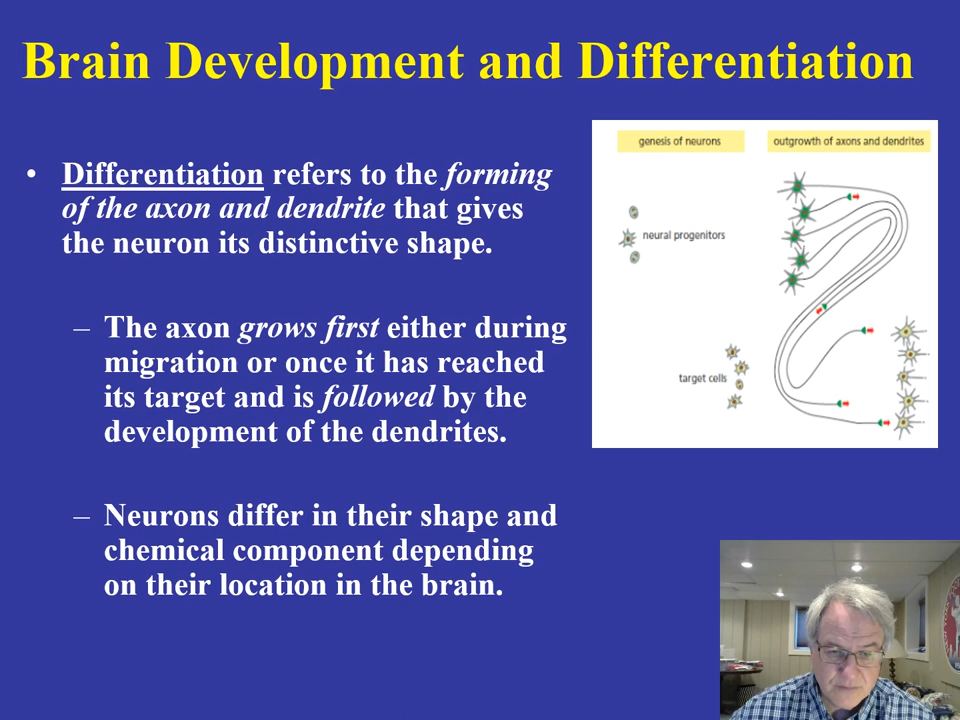 Brain Development and Differentiation
• Differentiation refers to the forming
of the axon and dendrite that gives
the neuron its distinctive shape.
– The axon grows first either during
migration or once it has reached
its target and is followed by the
development of the dendrites.
– Neurons differ in their shape and
chemical component depending
on their location in the brain.
genesis of neurons
outgrowth of axons and dendrites
neural progenitors
target cells